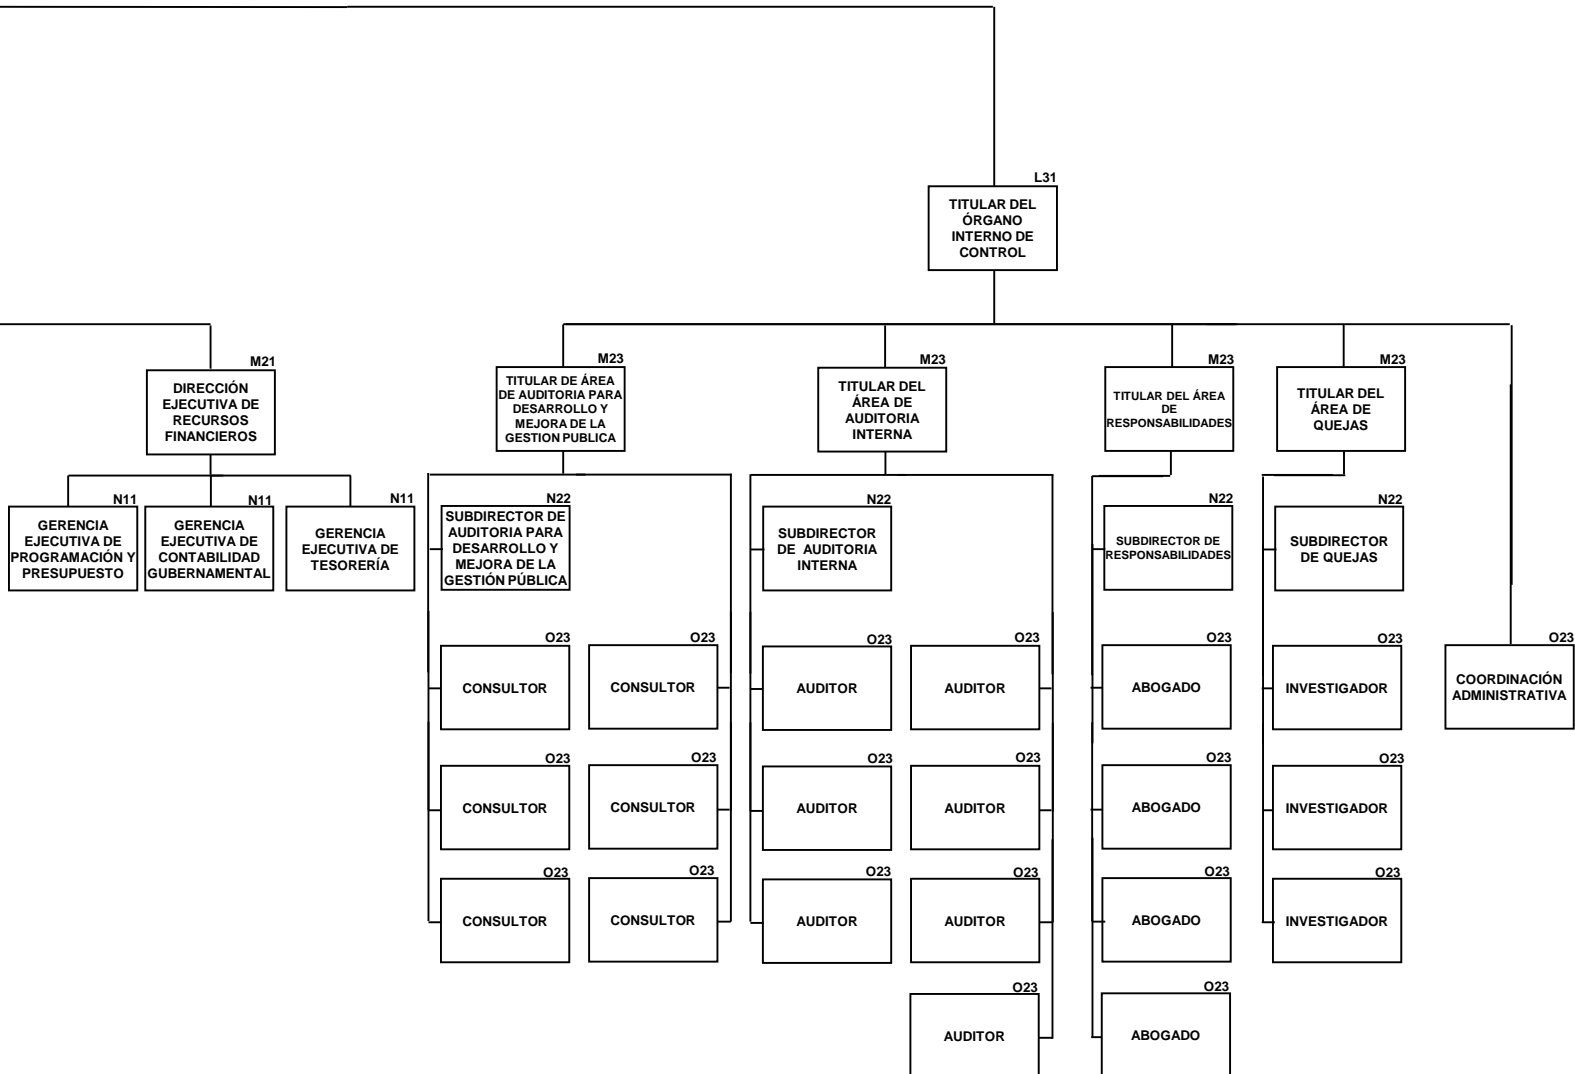 L31
TITULAR DEL
ÓRGANO
INTERNO DE
CONTROL
M21
DIRECCIÓN
EJECUTIVA DE
RECURSOS
FINANCIEROS
N11
GERENCIA
EJECUTIVA DE
PROGRAMACIÓN Y
PRESUPUESTO
N11
GERENCIA
EJECUTIVA DE
CONTABILIDAD
GUBERNAMENTAL
N11
GERENCIA
EJECUTIVA DE
TESORERÍA
M23
TITULAR DE ÁREA
DE AUDITORIA PARA
DESARROLLO Y
MEJORA DE LA
GESTION PUBLICA
N22
SUBDIRECTOR DE
AUDITORIA PARA
DESARROLLO Y
MEJORA DE LA
GESTIÓN PÚBLICA
O23
CONSULTOR
O23
CONSULTOR
O23
CONSULTOR
O23
CONSULTOR
O23
CONSULTOR
O23
CONSULTOR
M23
TITULAR DEL
ÁREA DE
AUDITORIA
INTERNA
N22
SUBDIRECTOR
DE AUDITORIA
INTERNA
O23
AUDITOR
O23
AUDITOR
O23
AUDITOR
O23
AUDITOR
O23
AUDITOR
O23
AUDITOR
O23
AUDITOR
M23
TITULAR DEL ÁREA
DE
RESPONSABILIDADES
N22
SUBDIRECTOR DE
RESPONSABILIDADES
O23
ABOGADO
O23
ABOGADO
O23
ABOGADO
O23
ABOGADO
M23
TITULAR DEL
ÁREA DE
QUEJAS
N22
SUBDIRECTOR
DE QUEJAS
O23
INVESTIGADOR
O23
INVESTIGADOR
O23
INVESTIGADOR
O23
COORDINACIÓN
ADMINISTRATIVA